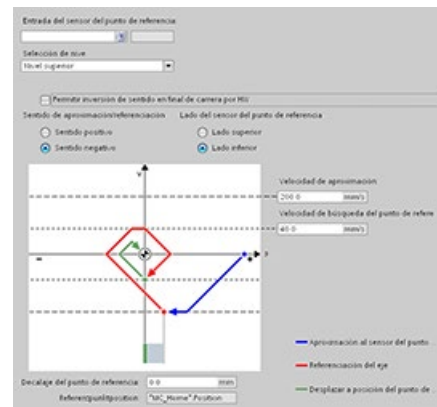 Entrada del sensor del punto de referencia:
Selección de nive
Nivel superior
Permitir inversión de sentido en final de carrera por HW
Sentido de aproximación/referenciación
Lado del sensor del punto de referencia
Sentido positivo
Lado superior
Sentido negativo
Lado inferior
v
Velocidad de aproximación:
200.0 mm/s
Velocidad de búsqueda del punto de refere
40.0 mm/s
-
x
+
Aproximación al sensor del punto ..
Referenciación del eje
Desplazar a posición del punto de ..
Decalaje del punto de referencia: 0.0 mm
Referentpunktposition: "MC_Home".Position